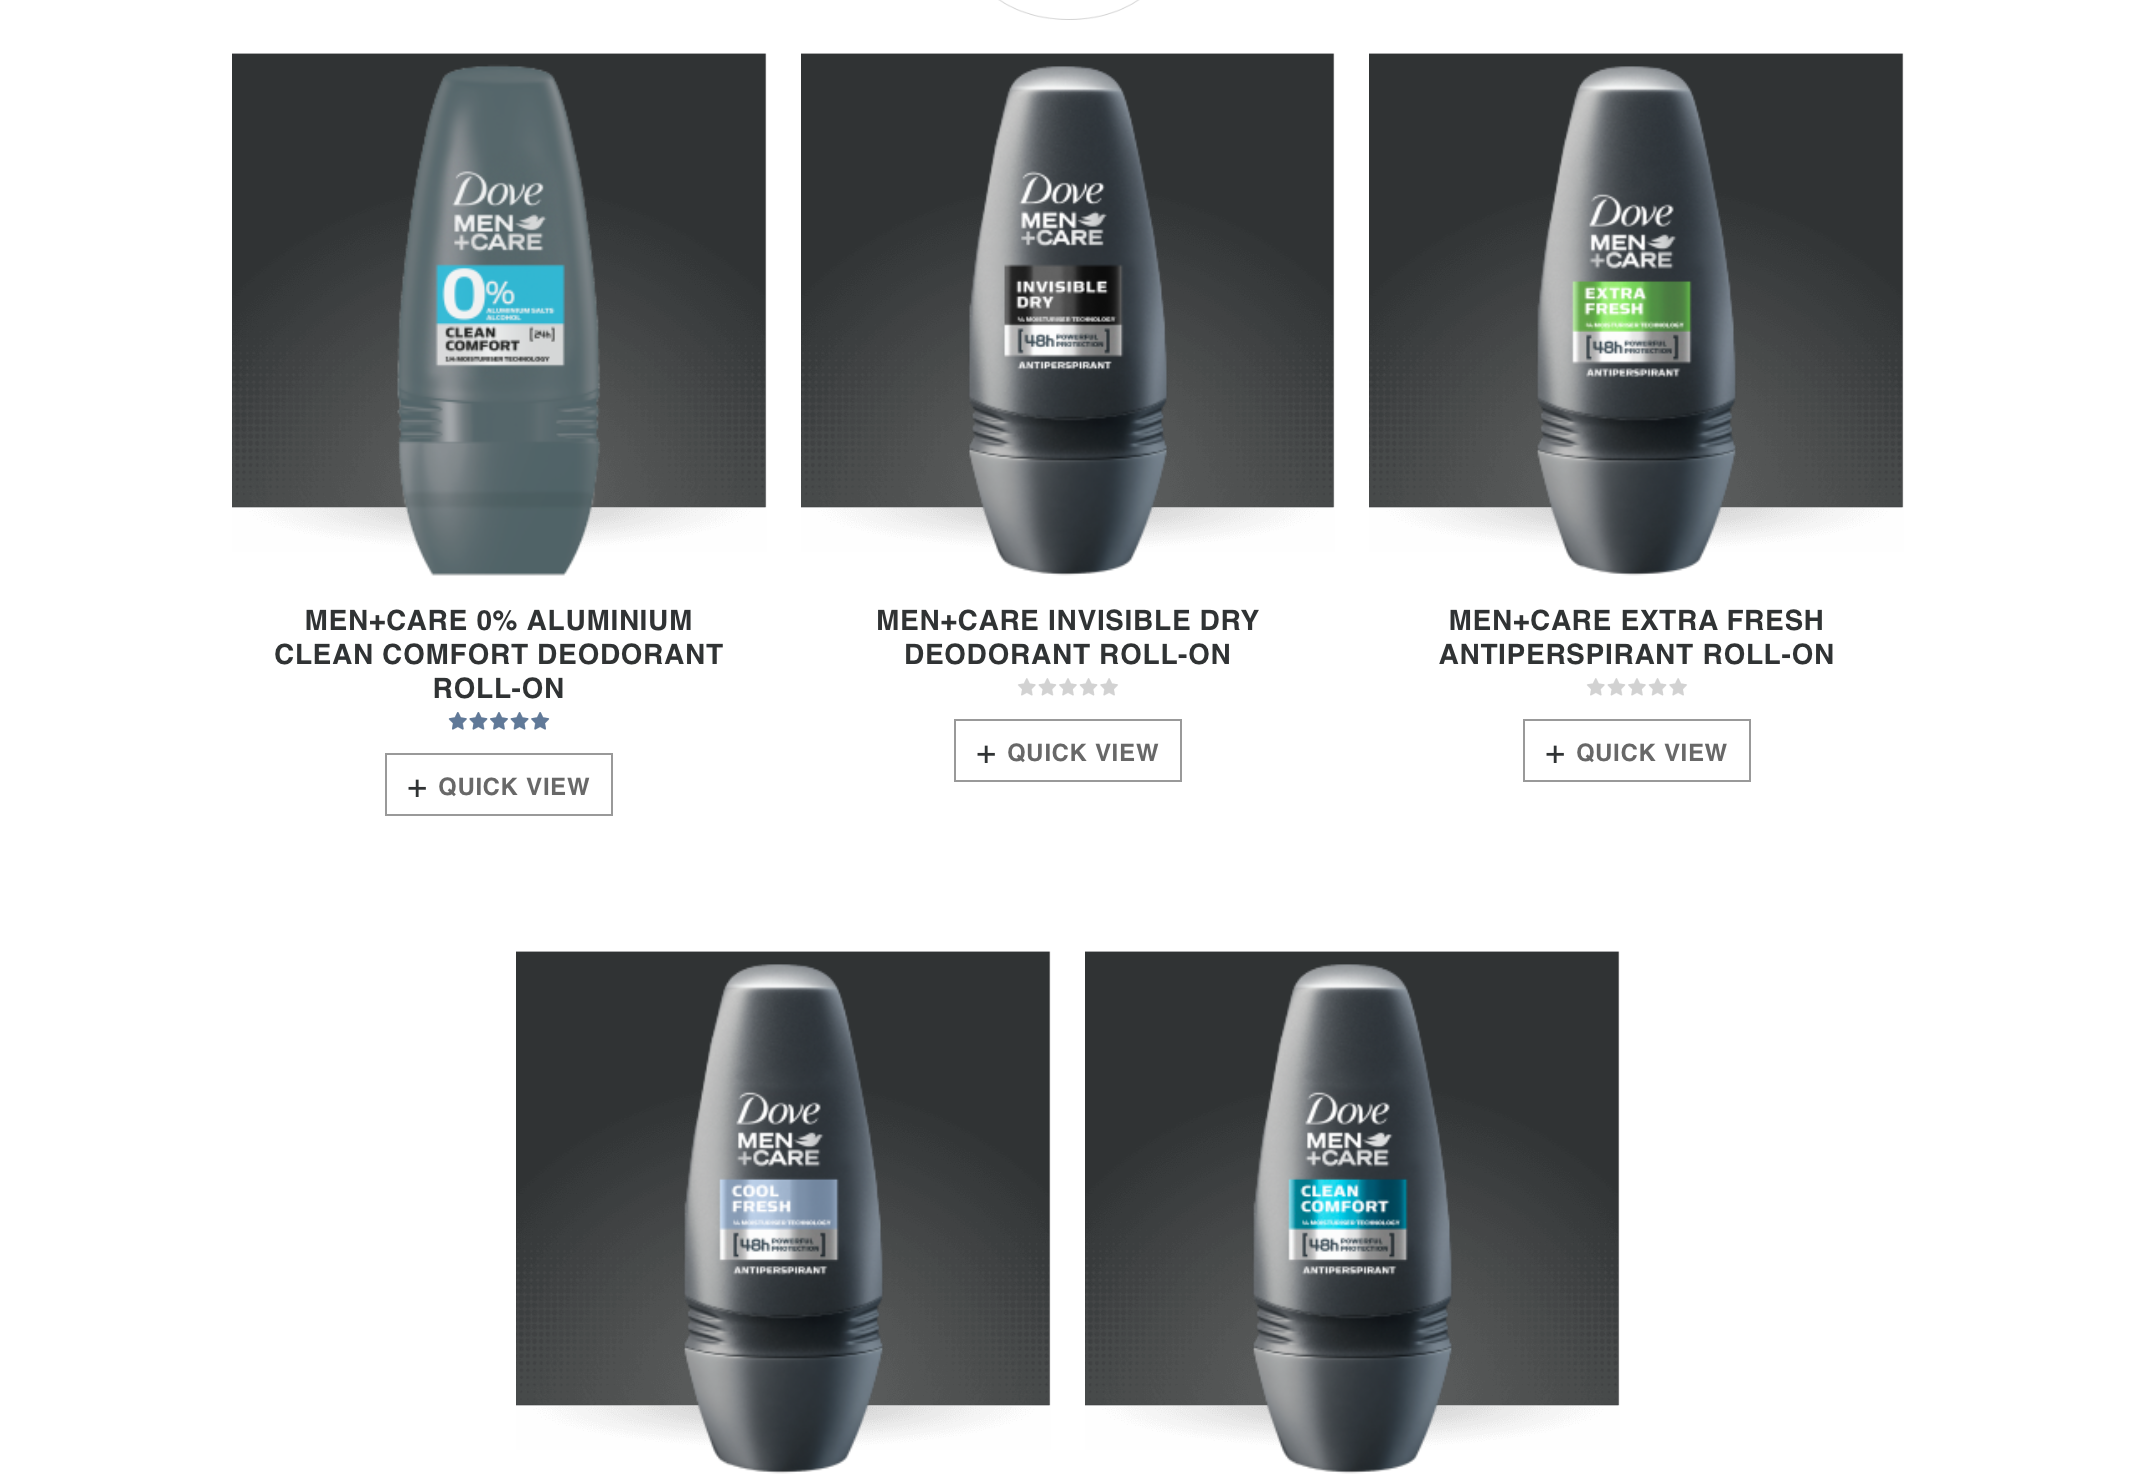 Dove
MEN
+CARE
0%
ALUMINIUM SALTS
ALCOHOL
CLEAN
COMFORT [24h]
1/4 MOISTURISER TECHNOLOGY
Dove
MEN
+CARE
INVISIBLE
DRY
¼ MOISTURISER TECHNOLOGY
[48h POWERFUL
PROTECTION]
ANTIPERSPIRANT
Dove
MEN
+CARE
EXTRA
FRESH
¼ MOISTURISER TECHNOLOGY
[48h POWERFUL
PROTECTION]
ANTIPERSPIRANT
MEN+CARE 0% ALUMINIUM
CLEAN COMFORT DEODORANT
ROLL-ON
+ QUICK VIEW
MEN+CARE INVISIBLE DRY
DEODORANT ROLL-ON
+ QUICK VIEW
MEN+CARE EXTRA FRESH
ANTIPERSPIRANT ROLL-ON
+ QUICK VIEW
Dove
MEN
+CARE
COOL
FRESH
¼ MOISTURISER TECHNOLOGY
[48h POWERFUL
PROTECTION]
ANTIPERSPIRANT
Dove
MEN
+CARE
CLEAN
COMFORT
¼ MOISTURISER TECHNOLOGY
[48h POWERFUL
PROTECTION]
ANTIPERSPIRANT